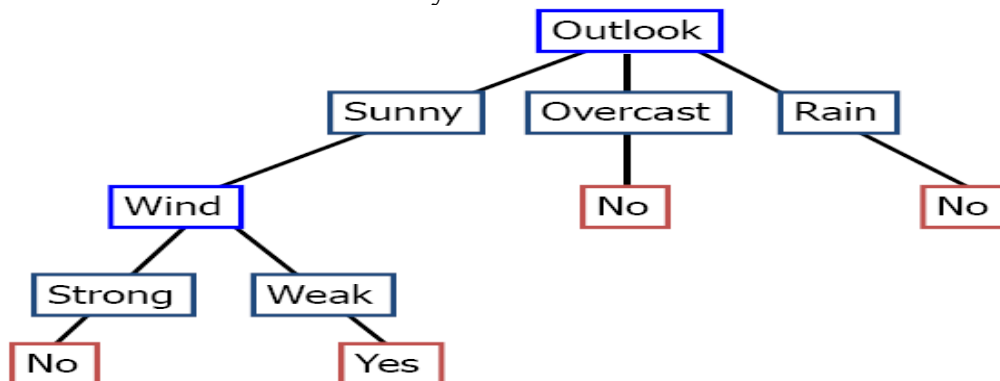 Outlook
Sunny Overcast Rain
Wind No No
Strong Weak
No Yes